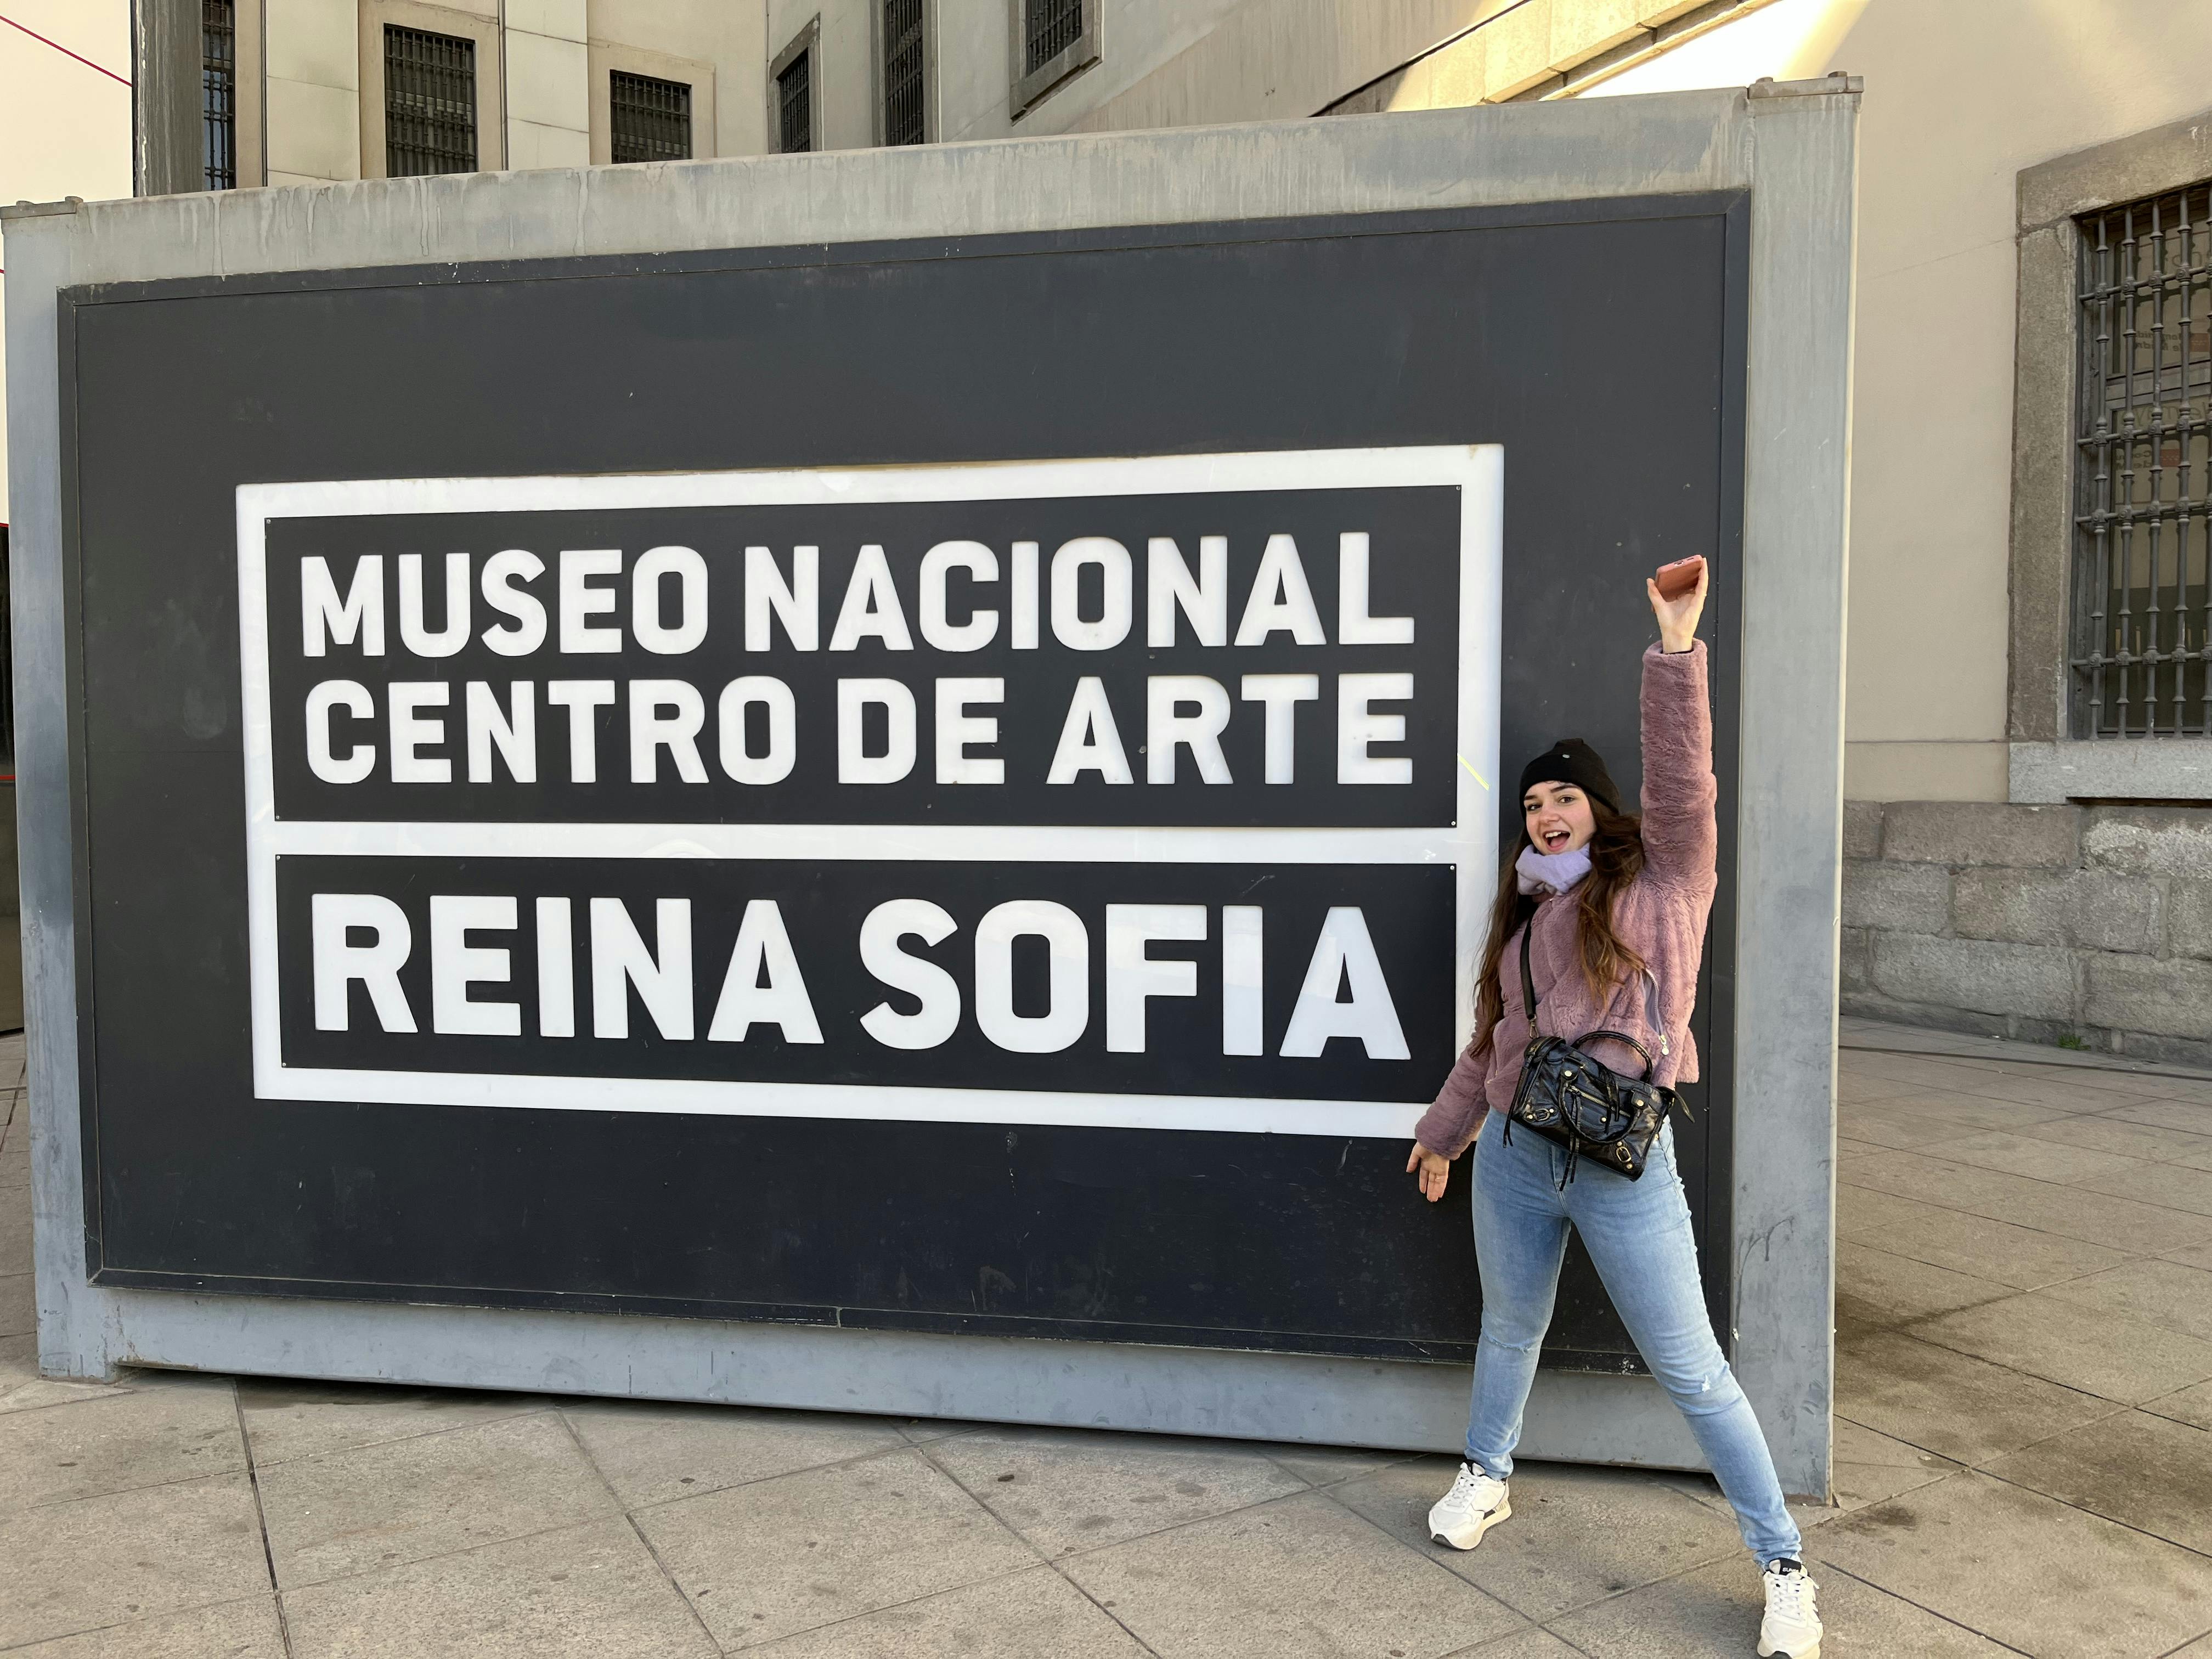 MUSEO NACIONAL
CENTRO DE ARTE
REINA SOFIA